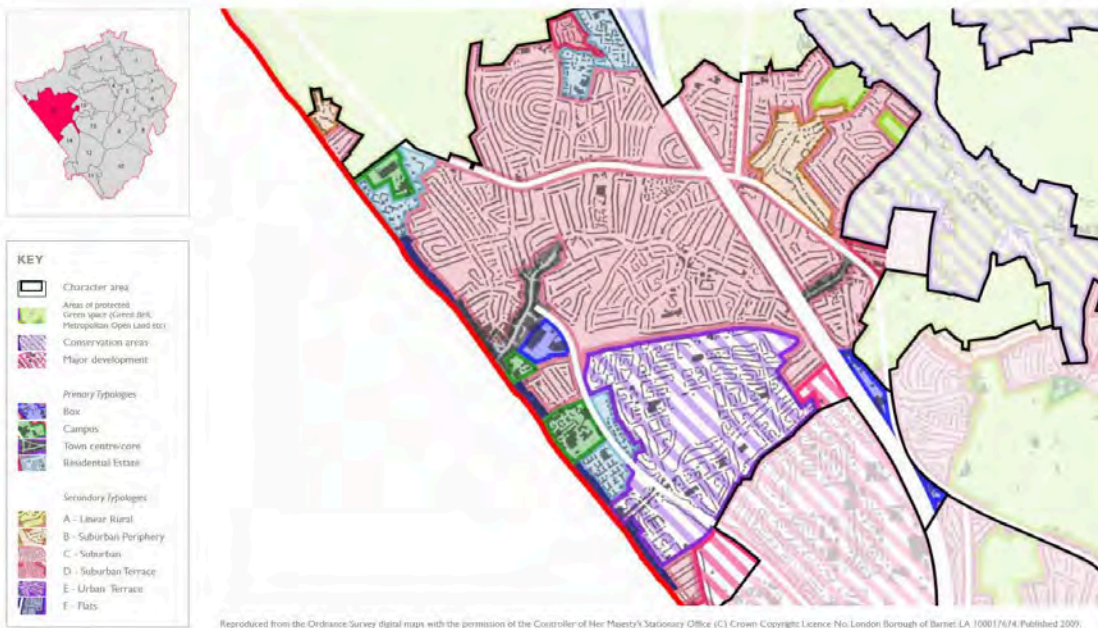 KEY
Character area
Areas of protected
Green space (Green Belt,
Metropolitan Open Land etc)
Conservation areas
Major development
Primary Typologies
Box
Campus
Town centre/core
Residential Estate
Secondary Typologies
A - Linear Rural
B - Suburban Periphery
C - Suburban
D - Suburban Terrace
E - Urban Terrace
F - Flats
Reproduced from the Ordnance Survey digital maps with the permission of the Controller of Her Majesty's Stationary Office (C) Crown Copyright Licence No. London Borough of Barnet LA 100017674. Published 2009.